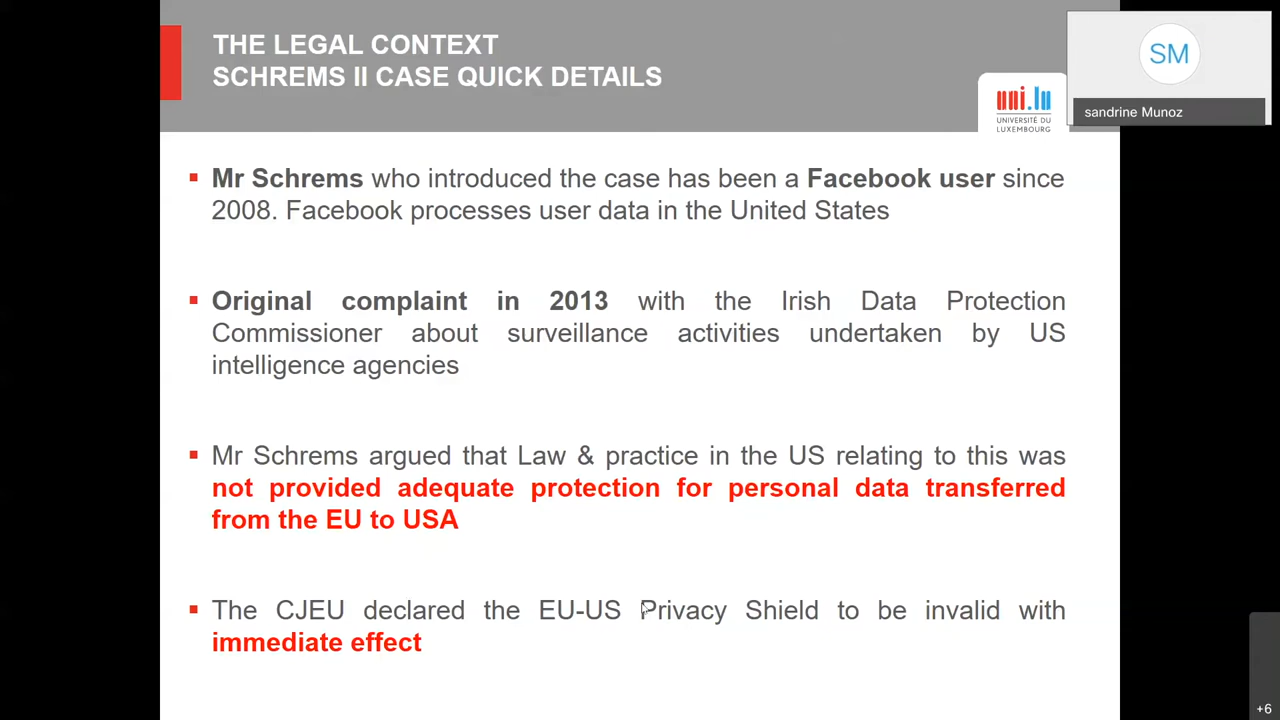 THE LEGAL CONTEXT
SCHREMS II CASE QUICK DETAILS
SM
sandrine Munoz
uni.lu
UNIVERSITÉ DU
LUXEMBOURG
▪ Mr Schrems who introduced the case has been a Facebook user since
2008. Facebook processes user data in the United States
▪ Original complaint in 2013 with the Irish Data Protection
Commissioner about surveillance activities undertaken by US
intelligence agencies
▪ Mr Schrems argued that Law & practice in the US relating to this was
not provided adequate protection for personal data transferred
from the EU to USA
▪ The CJEU declared the EU-US Privacy Shield to be invalid with
immediate effect
+6